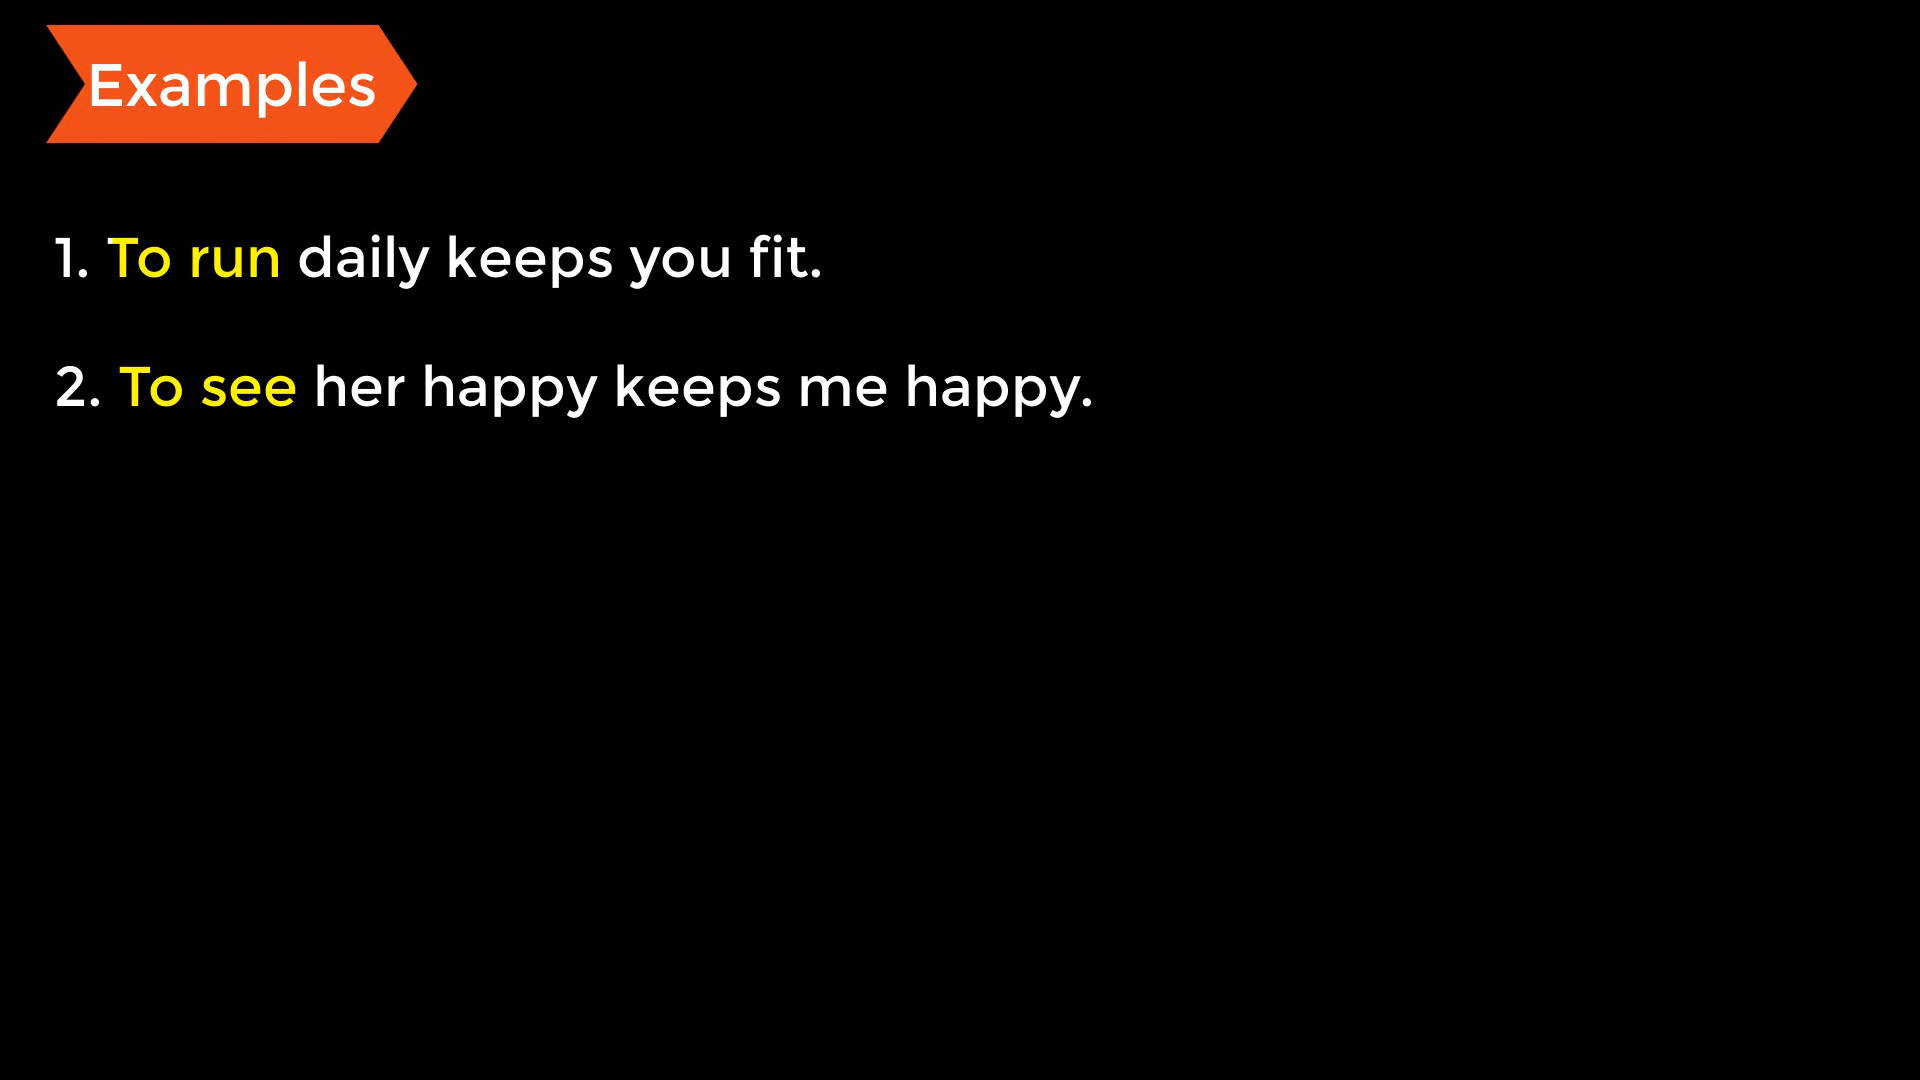 Examples
1. To run daily keeps you fit.
2. To see her happy keeps me happy.